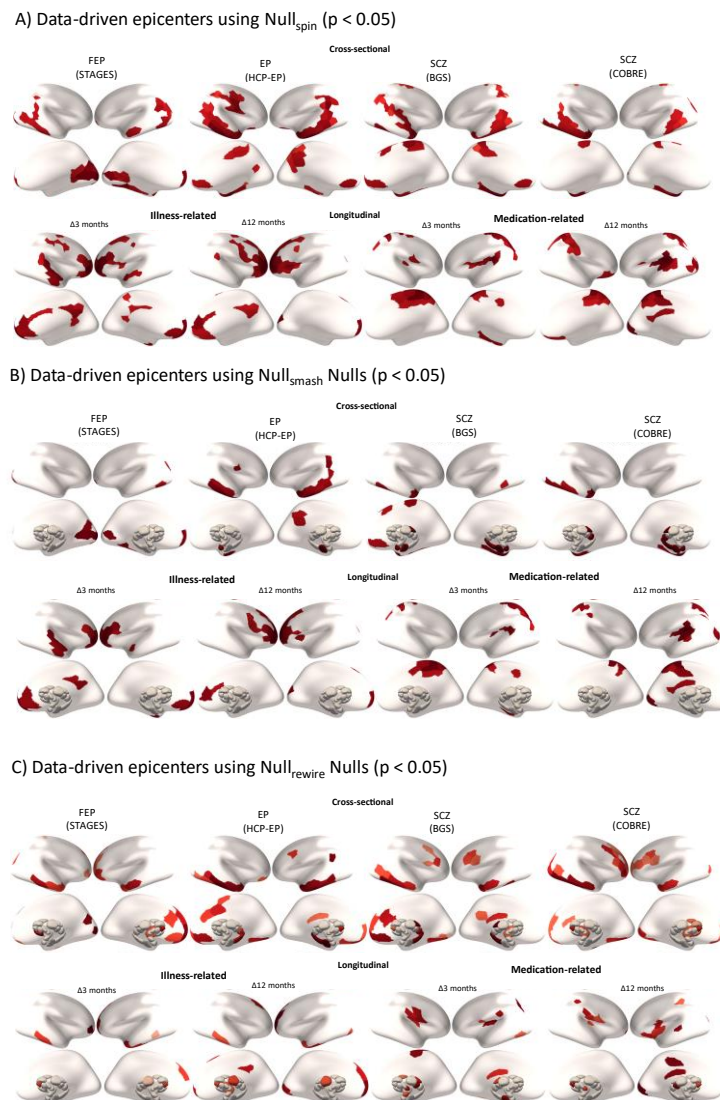 A) Data-driven epicenters using Nullspin (p < 0.05)
Cross-sectional
FEP
(STAGES)
EP
(HCP-EP)
SCZ
(BGS)
SCZ
(COBRE)
Illness-related
Longitudinal
Medication-related
Δ3 months
Δ12 months
Δ3 months
Δ12 months
B) Data-driven epicenters using Nullsmash Nulls (p < 0.05)
Cross-sectional
FEP
(STAGES)
EP
(HCP-EP)
SCZ
(BGS)
SCZ
(COBRE)
Illness-related
Longitudinal
Medication-related
Δ3 months
Δ12 months
Δ3 months
Δ12 months
C) Data-driven epicenters using Nullrewire Nulls (p < 0.05)
Cross-sectional
FEP
(STAGES)
EP
(HCP-EP)
SCZ
(BGS)
SCZ
(COBRE)
Illness-related
Longitudinal
Medication-related
Δ3 months
Δ12 months
Δ3 months
Δ12 months